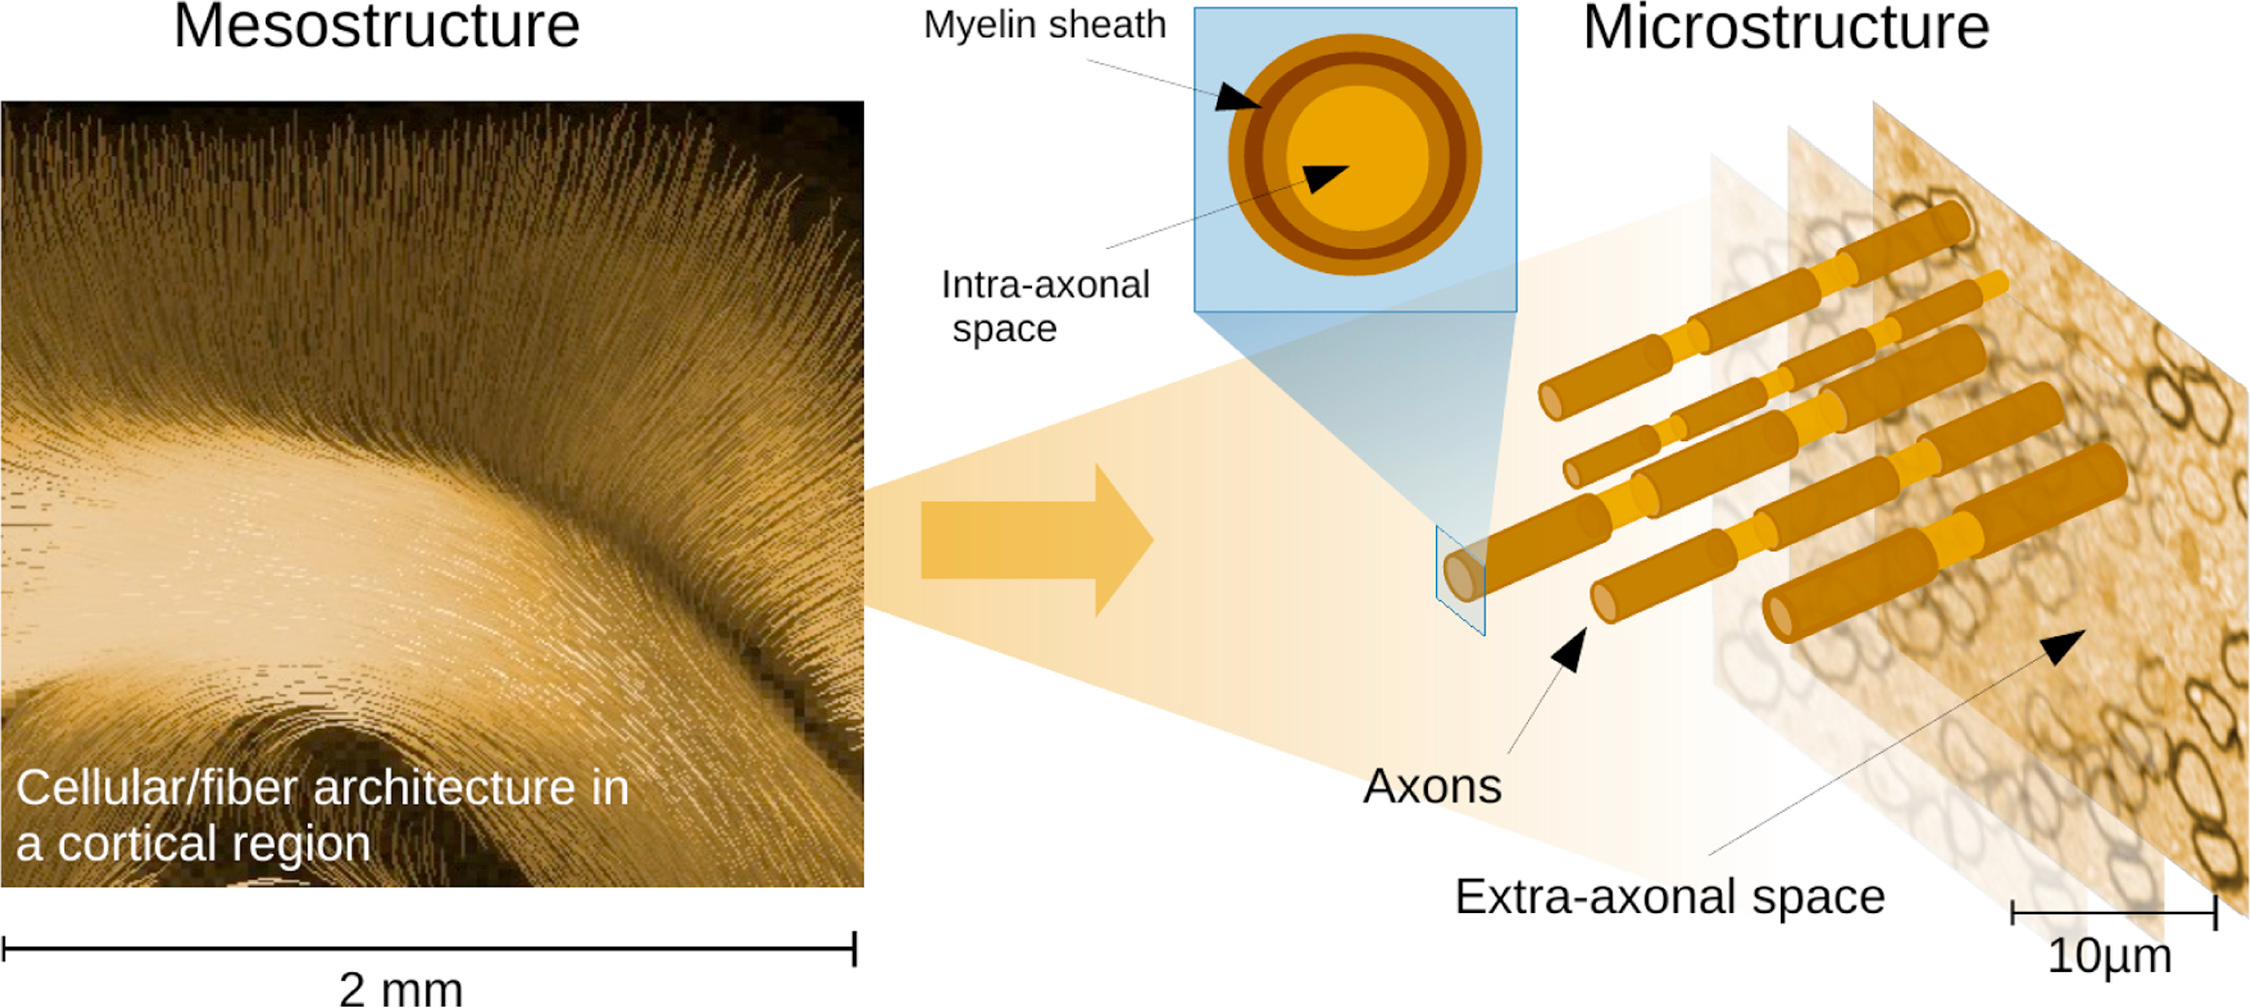 Mesostructure
Cellular/fiber architecture in
a cortical region
2 mm
Myelin sheath
Intra-axonal
space
Microstructure
Axons
Extra-axonal space
10µm